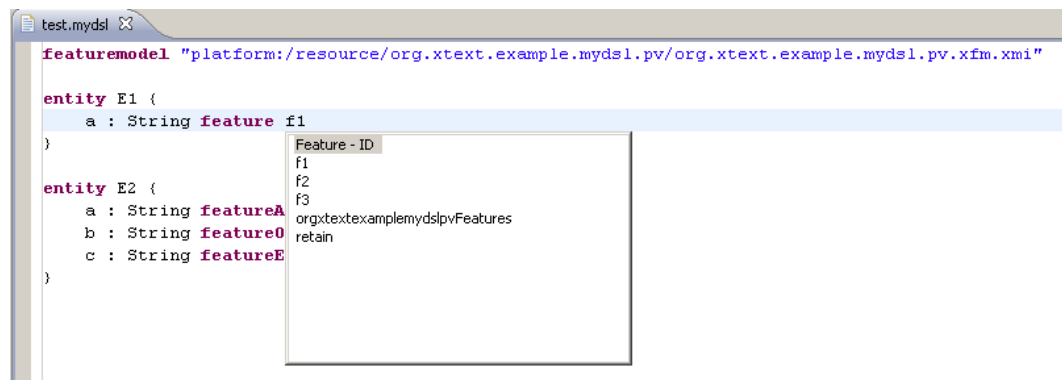 test.mydsl
featuremodel "platform:/resource/org.xtext.example.mydsl.pv/org.xtext.example.mydsl.pv.xfm.xmi"
entity E1 {
a : String feature f1
}
Feature - ID
f1
f2
f3
orgxtextexamplemydslpvFeatures
retain
entity E2 {
a : String featureA
b : String featureO
c : String featureE
}